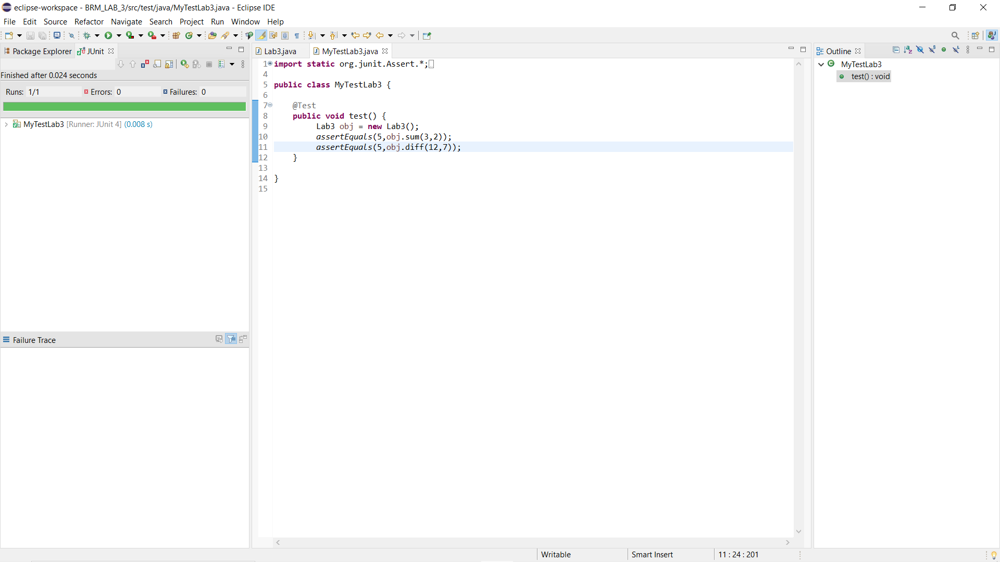 eclipse-workspace - BRM_LAB_3/src/test/java/MyTestLab3.java - Eclipse IDE
File Edit Source Refactor Navigate Search Project Run Window Help
Package Explorer JUnit
Finished after 0.024 seconds
Runs: 1/1 Errors: 0 Failures: 0
MyTestLab3 [Runner: JUnit 4] (0.008 s)
Failure Trace
Lab3.java MyTestLab3.java
1 import static org.junit.Assert.*;
4
5 public class MyTestLab3 {
6
7 @Test
8 public void test() {
9 Lab3 obj = new Lab3();
10 assertEquals(5,obj.sum(3,2));
11 assertEquals(5,obj.diff(12,7));
12 }
13
14 }
15
Outline
MyTestLab3
test() : void
Writable Smart Insert 11 : 24 : 201